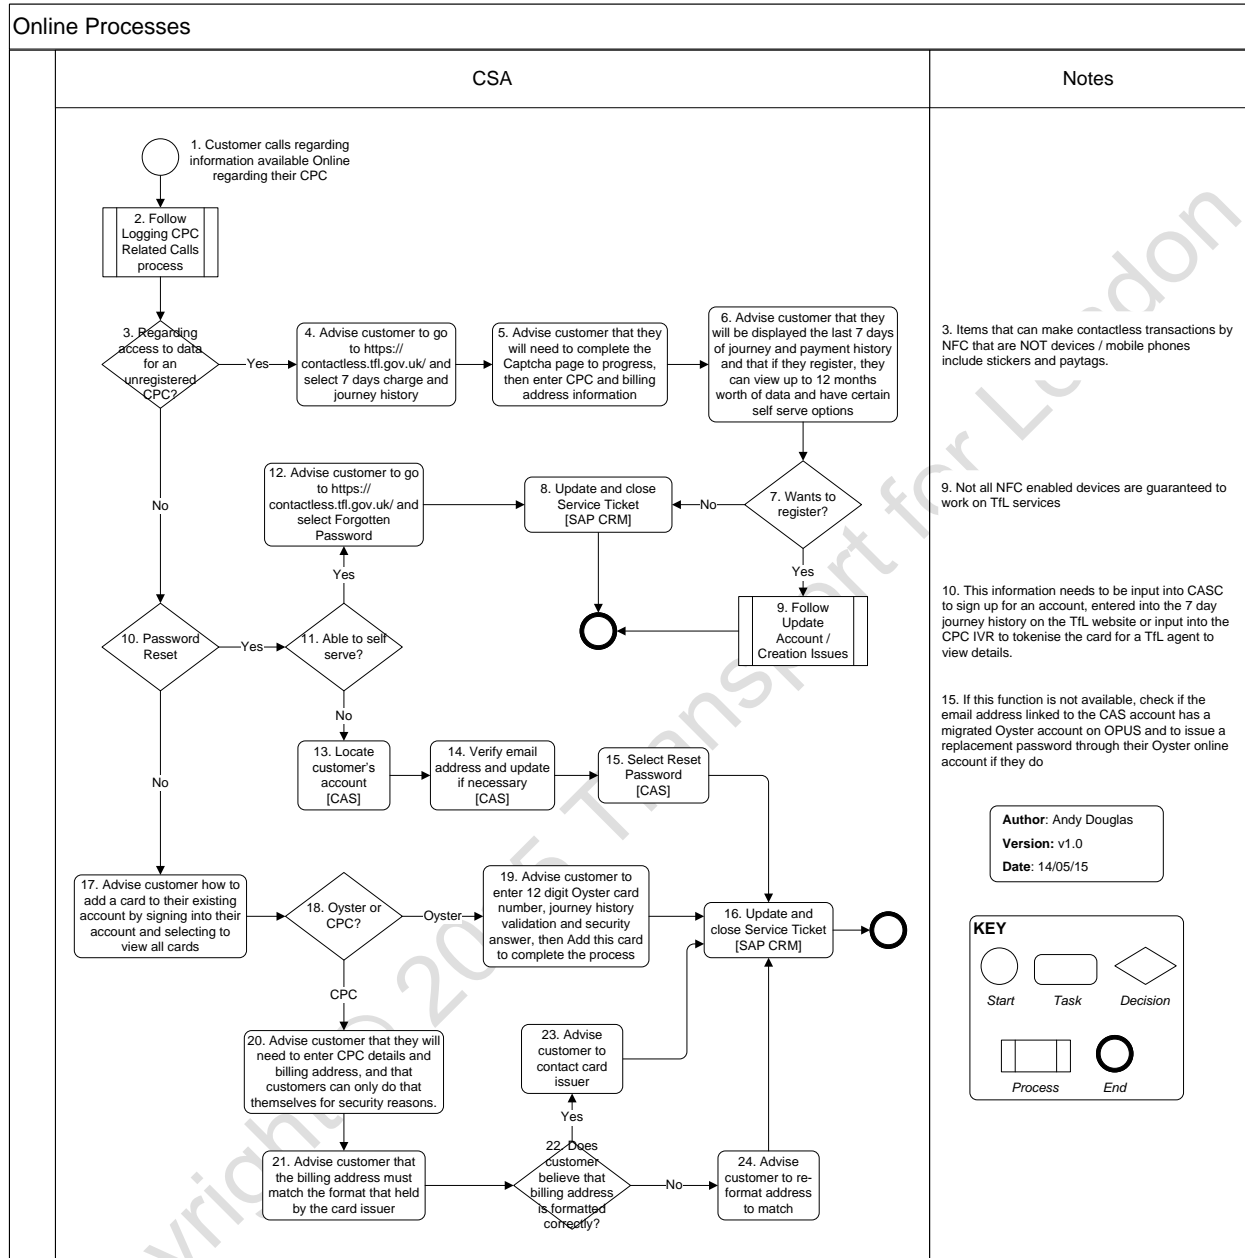 Online Processes
CSA
Notes
1. Customer calls regarding
information available Online
regarding their CPC
2. Follow
Logging CPC
Related Calls
process
3. Regarding
access to data
for an
unregistered
CPC?
Yes
4. Advise customer to go
to https://
contactless.tfl.gov.uk/ and
select 7 days charge and
journey history
5. Advise customer that they
will need to complete the
Captcha page to progress,
then enter CPC and billing
address information
6. Advise customer that they
will be displayed the last 7 days
of journey and payment history
and that if they register, they
can view up to 12 months
worth of data and have certain
self serve options
3. Items that can make contactless transactions by
NFC that are NOT devices / mobile phones
include stickers and paytags.
No
12. Advise customer to go
to https://
contactless.tfl.gov.uk/ and
select Forgotten
Password
8. Update and close
Service Ticket
[SAP CRM]
No
7. Wants to
register?
9. Not all NFC enabled devices are guaranteed to
work on TfL services
Yes
Yes
10. Password
Reset
Yes
11. Able to self
serve?
9. Follow
Update
Account /
Creation Issues
10. This information needs to be input into CASC
to sign up for an account, entered into the 7 day
journey history on the TfL website or input into the
CPC IVR to tokenise the card for a TfL agent to
view details.
No
No
13. Locate
customer's
account
[CAS]
14. Verify email
address and update
if necessary
[CAS]
15. Select Reset
Password
[CAS]
15. If this function is not available, check if the
email address linked to the CAS account has a
migrated Oyster account on OPUS and to issue a
replacement password through their Oyster online
account if they do
Author: Andy Douglas
Version: v1.0
Date: 14/05/15
17. Advise customer how to
add a card to their existing
account by signing into their
account and selecting to
view all cards
18. Oyster or
CPC?
Oyster
19. Advise customer to
enter 12 digit Oyster card
number, journey history
validation and security
answer, then Add this card
to complete the process
16. Update and
close Service Ticket
[SAP CRM]
KEY
Start
Task
Decision
Process
End
CPC
20. Advise customer that they will
need to enter CPC details and
billing address, and that
customers can only do that
themselves for security reasons.
23. Advise
customer to
contact card
issuer
Yes
21. Advise customer that
the billing address must
match the format that held
by the card issuer
22. Does
customer
believe that
billing address
is formatted
correctly?
No
24. Advise
customer to re-
format address
to match
yright © 2015 Transport for London